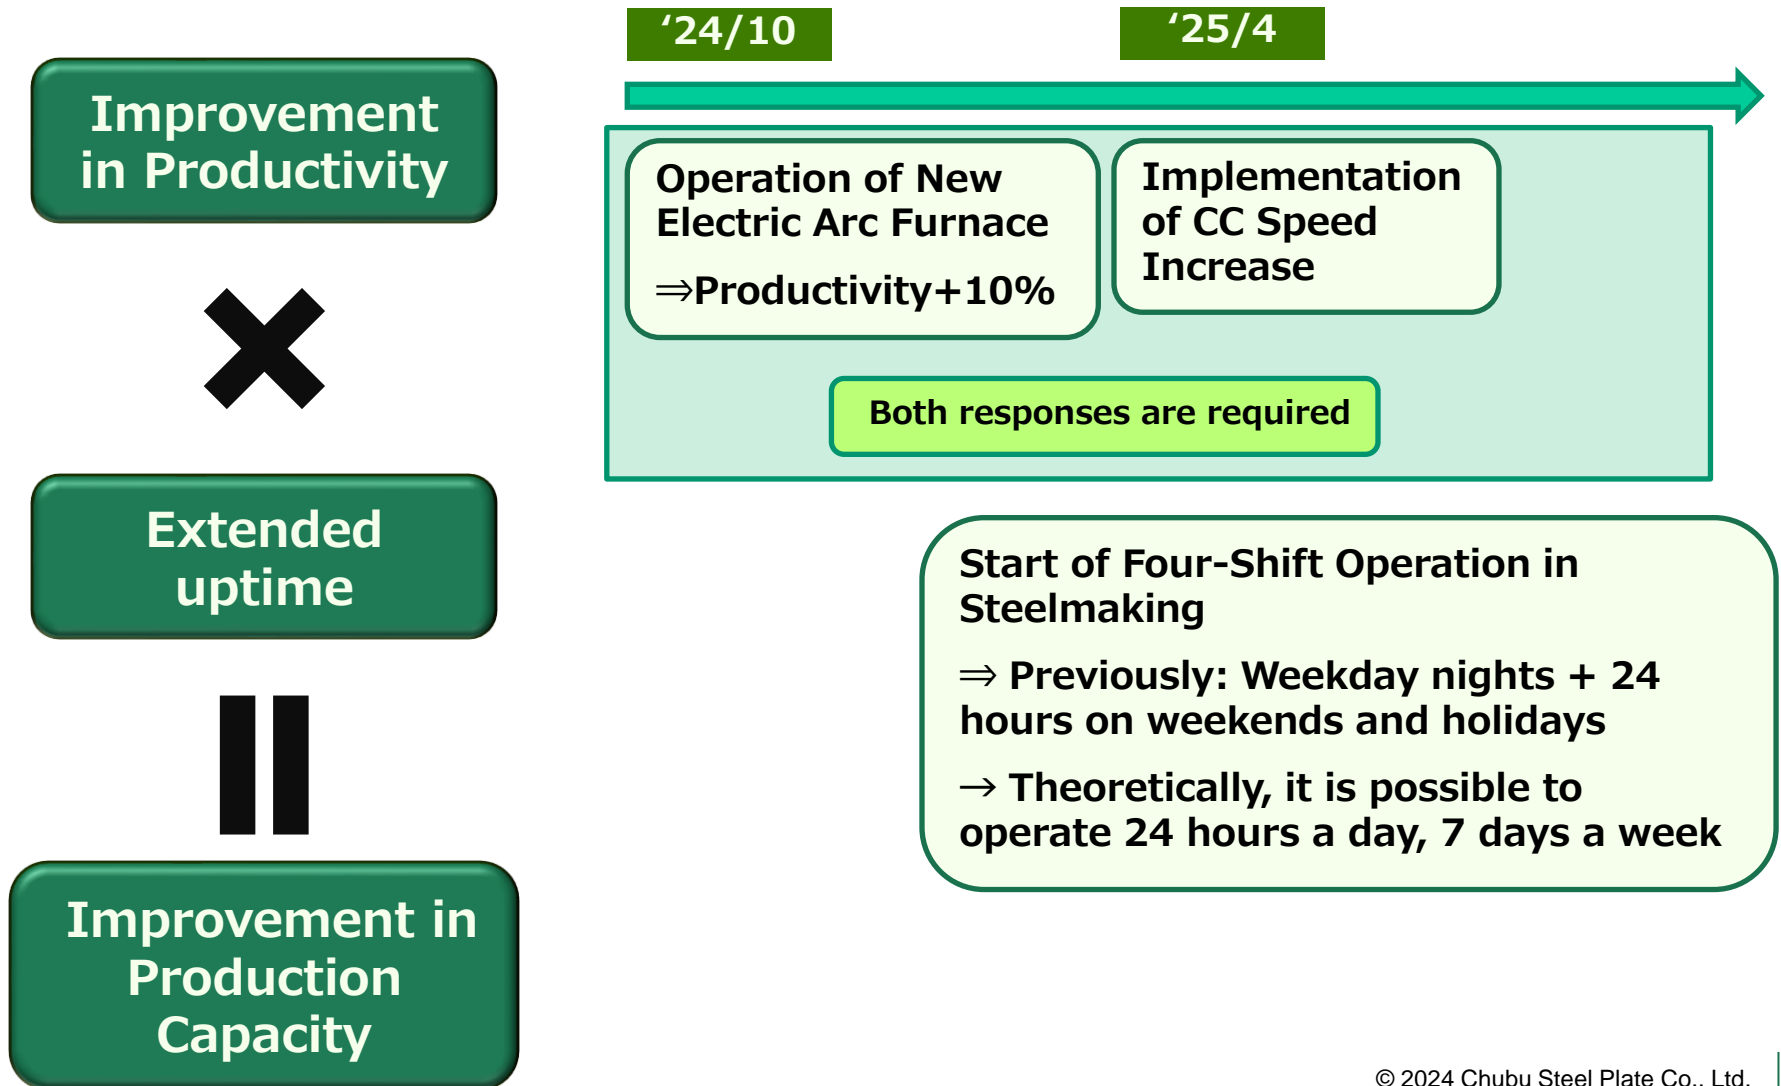 ‘24/10
‘25/4
Improvement
in Productivity
Operation of New
Electric Arc Furnace
⇒Productivity+10%
Implementation
of CC Speed
Increase
Both responses are required
Extended
uptime
Start of Four-Shift Operation in
Steelmaking
⇒ Previously: Weekday nights + 24
hours on weekends and holidays
→ Theoretically, it is possible to
operate 24 hours a day, 7 days a week
Improvement in
Production
Capacity
© 2024 Chubu Steel Plate Co., Ltd.